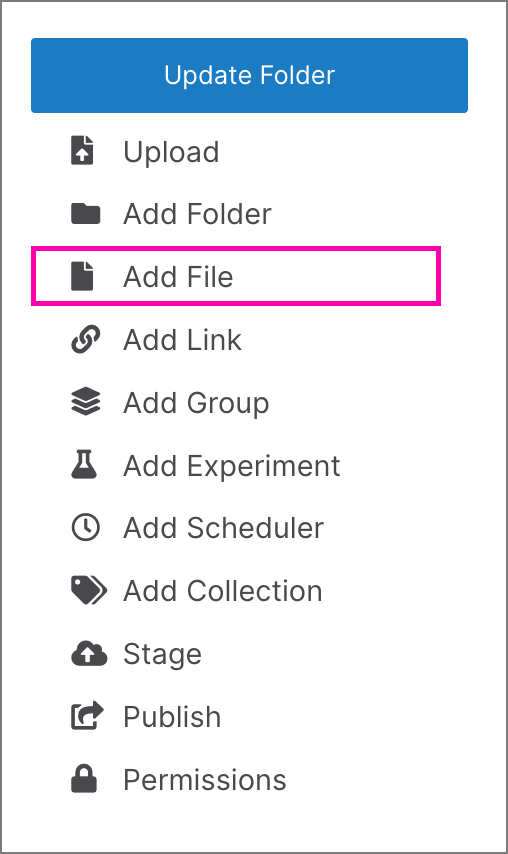 Update Folder
Upload
Add Folder
Add File
Add Link
Add Group
Add Experiment
Add Scheduler
Add Collection
Stage
Publish
Permissions